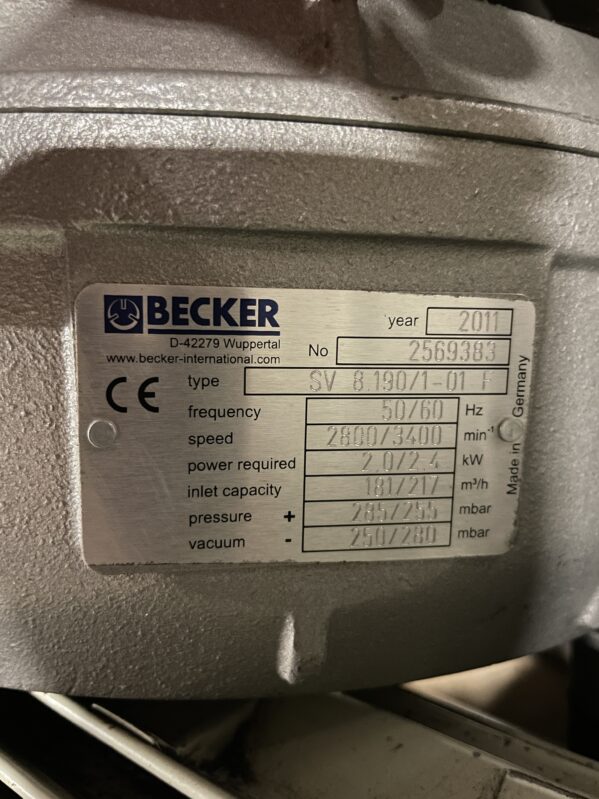 BECKER
D-42279 Wuppertal
www.becker-international.com
year 2011
No 2569383
CE
type SV 8.190/1-01 F
frequency 50/60 Hz
speed 2800/3400 min⁻¹
power required 2,0/2,4 kW
inlet capacity 181/217 m³/h
pressure + 285/255 mbar
vacuum - 250/280 mbar
Made in Germany